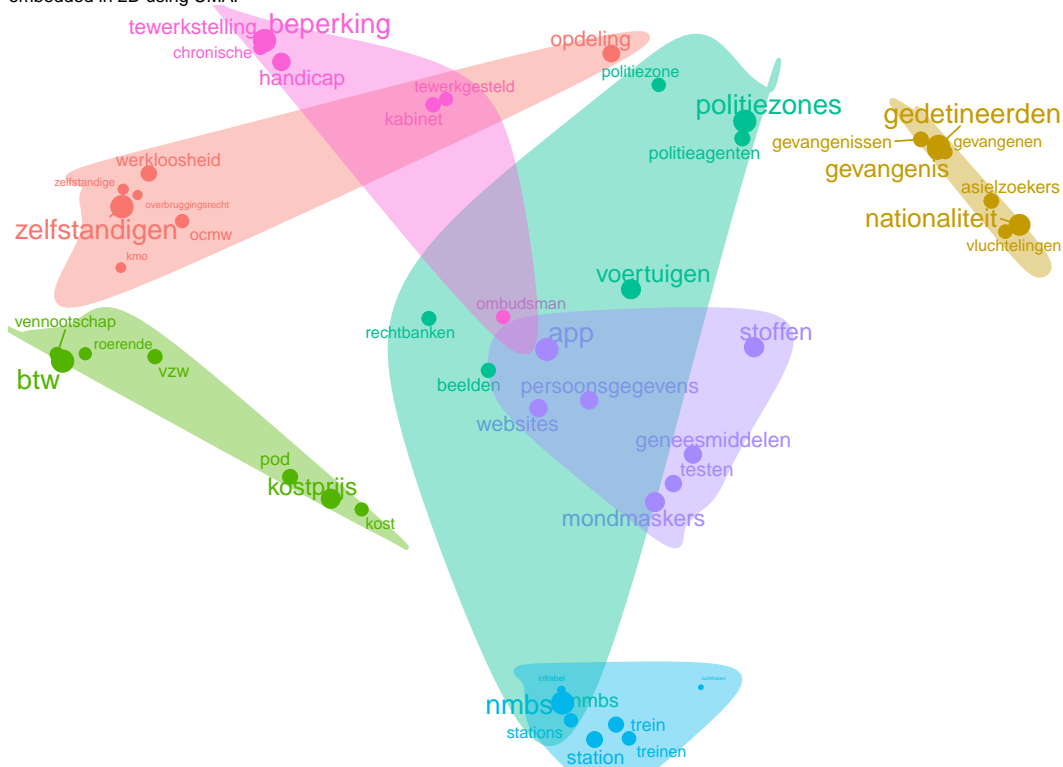 tewerkstelling
beperking
chronische
handicap
opdeling
politiezone
tewerkgesteld
kabinet
politiezones
politieagenten
gedetineerden
gevangenissen
gevangenen
gevangenis
asielzoekers
nationaliteit
vluchtelingen
werkloosheid
zelfstandige
overbruggingsrecht
zelfstandigen
ocmw
kmo
voertuigen
ombudsman
rechtbanken
app
stoffen
vennootschap
roerende
btw
vzw
beelden
persoonsgegevens
websites
geneesmiddelen
testen
mondmaskers
pod
kostprijs
kost
infrabel
luchthaven
nmbs
nmbs
stations
trein
station
treinen